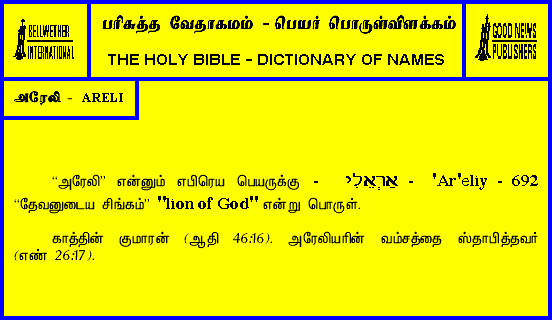 BELLWETHER
INTERNATIONAL
பரிசுத்த வேதாகமம் - பெயர் பொருள்விளக்கம்
THE HOLY BIBLE - DICTIONARY OF NAMES
GOOD NEWS
PUBLISHERS
அரேலி - ARELI
“அரேலி” என்னும் எபிரெய பெயருக்கு - אַרְאֵלִי - 'Ar'eliy - 692
“தேவனுடைய சிங்கம்” "lion of God" என்று பொருள்.
காத்தின் குமாரன் (ஆதி 46:16). அரேலியரின் வம்சத்தை ஸ்தாபித்தவர்
(எண் 26:17).